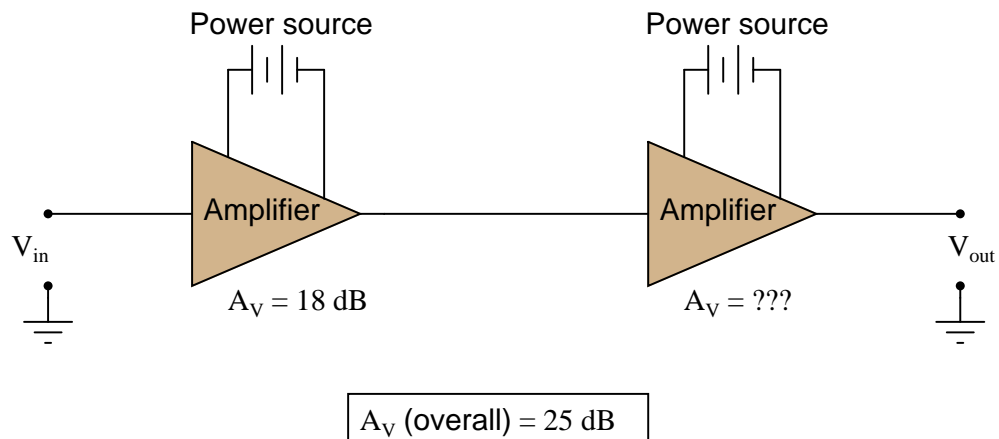 Power source
Power source
Amplifier
Amplifier
V_in
V_out
A_V = 18 dB
A_V = ???
A_V (overall) = 25 dB